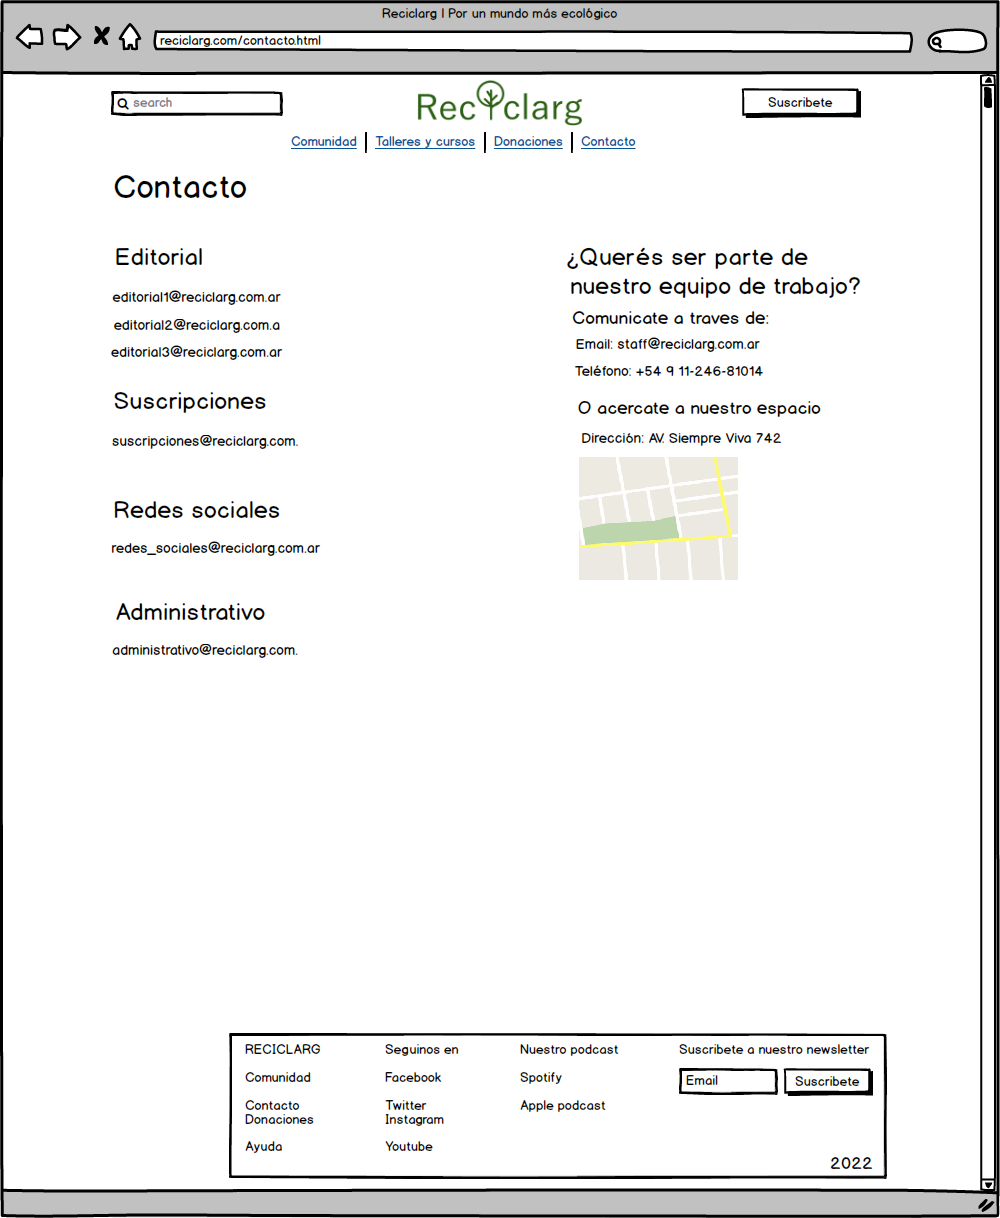 Reciclarg | Por un mundo más ecológico
reciclarg.com/contacto.html
search
Reciclarg
Suscribete
Comunidad
Talleres y cursos
Donaciones
Contacto
Contacto
Editorial
editorial1@reciclarg.com.ar
editorial2@reciclarg.com.a
editorial3@reciclarg.com.ar
Suscripciones
suscripciones@reciclarg.com.
Redes sociales
redes_sociales@reciclarg.com.ar
Administrativo
administrativo@reciclarg.com.
¿Querés ser parte de
nuestro equipo de trabajo?
Comunicate a traves de:
Email: staff@reciclarg.com.ar
Teléfono: +54 9 11-246-81014
O acercate a nuestro espacio
Dirección: AV. Siempre Viva 742
RECICLARG
Comunidad
Contacto
Donaciones
Ayuda
Seguinos en
Facebook
Twitter
Instagram
Youtube
Nuestro podcast
Spotify
Apple podcast
Suscribete a nuestro newsletter
Email
Suscribete
2022